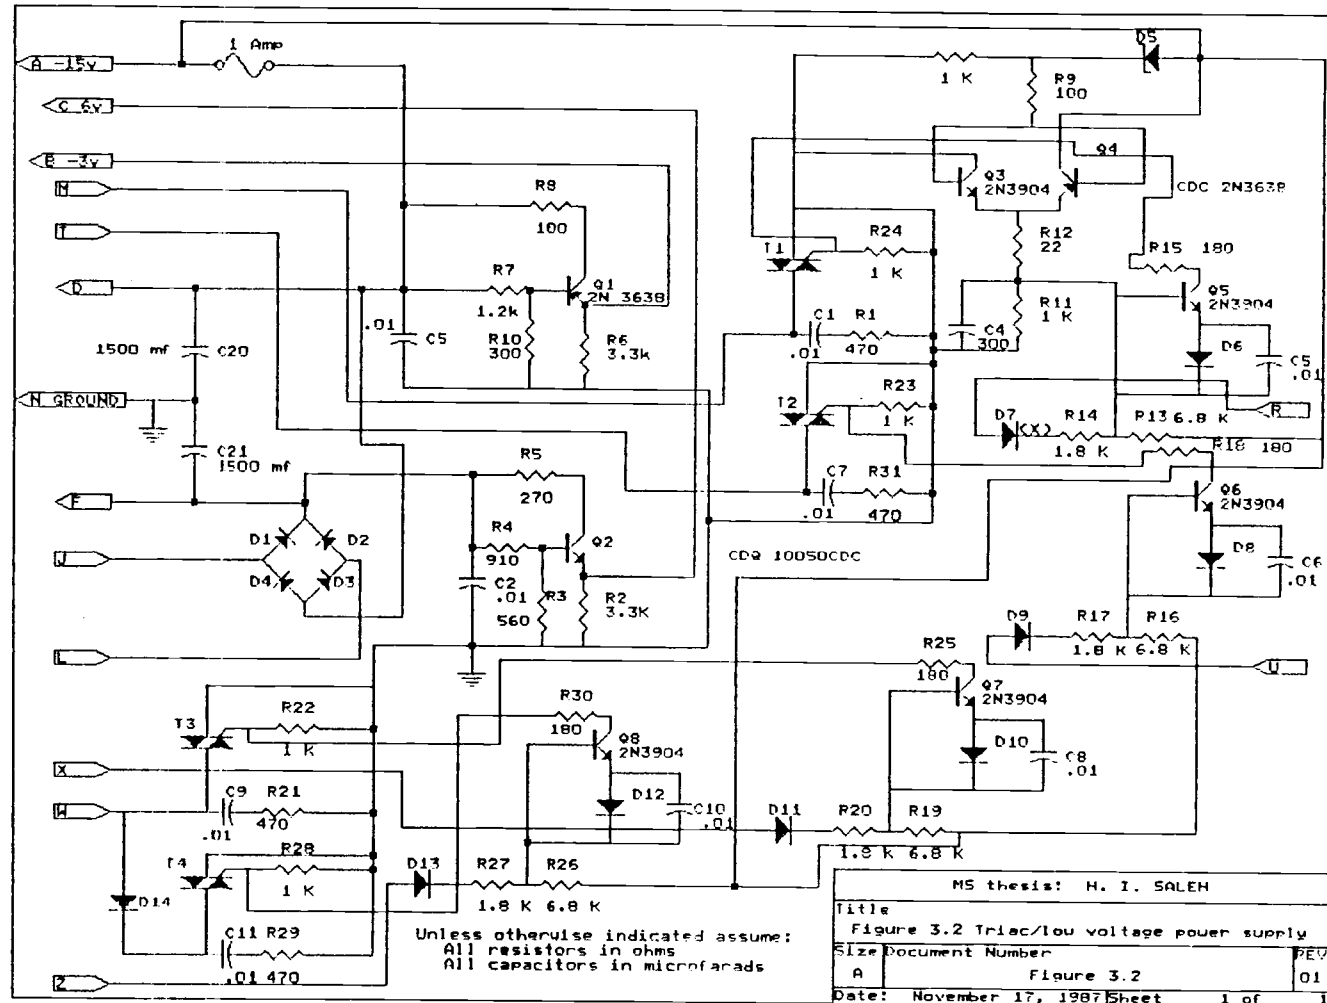 1 Amp
A -15v
C 6v
B -3v
M
T
D
N GROUND
F
J
L
X
W
Z
R8
100
R7
1.2k
Q1
2N 3638
R10
300
R6
3.3k
.01
C5
1500 mf
C20
C21
1500 mf
R5
270
R4
910
Q2
C2
.01
R3
560
R2
3.3K
D1
D2
D4
D3
D5
1 K
R9
100
Q3
2N3904
Q4
CDC 2N3638
R12
22
R15 180
T1
R24
1 K
R11
1 K
Q5
2N3904
C1
.01
R1
470
C4
300
D6
C5
.01
R
T2
R23
1 K
D7
(X)
R14
1.8 K
R13
6.8 K
R18 180
C7
.01
R31
470
Q6
2N3904
CDQ 10050CDC
D8
C6
.01
D9
R17
1.8 K
R16
6.8 K
U
R25
180
Q7
2N3904
D10
C8
.01
R30
180
Q8
2N3904
D12
C10
.01
D11
R20
1.8 K
R19
6.8 K
T3
R22
1 K
C9
.01
R21
470
T4
R28
1 K
D14
D13
R27
1.8 K
R26
6.8 K
C11
.01
R29
470
Unless otherwise indicated assume:
All resistors in ohms
All capacitors in microfarads
MS thesis: H. I. SALEH
Title
Figure 3.2 Triac/low voltage power supply
Size Document Number REV
A Figure 3.2 01
Date: November 17, 1987 Sheet 1 of